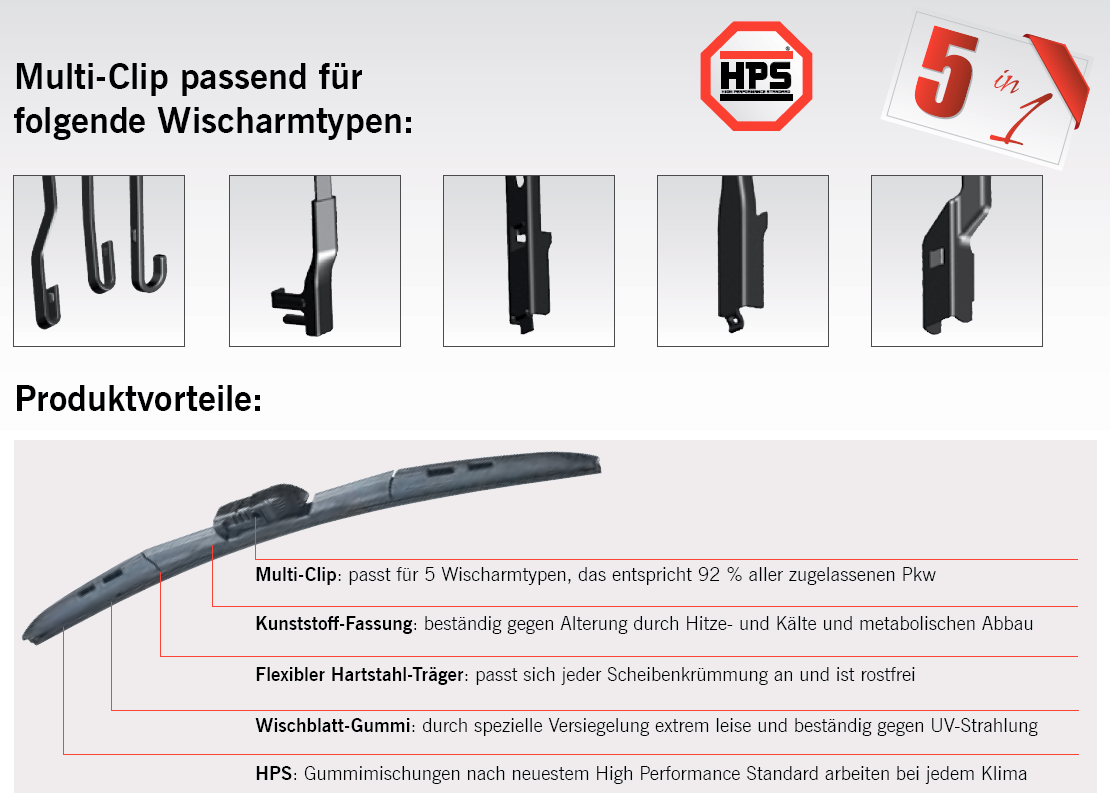 Multi-Clip passend für
folgende Wischarmtypen:
HPS®
HIGH PERFORMANCE STANDARD
5 in 1
Produktvorteile:
Multi-Clip: passt für 5 Wischarmtypen, das entspricht 92 % aller zugelassenen Pkw
Kunststoff-Fassung: beständig gegen Alterung durch Hitze- und Kälte und metabolischen Abbau
Flexibler Hartstahl-Träger: passt sich jeder Scheibenkrümmung an und ist rostfrei
Wischblatt-Gummi: durch spezielle Versiegelung extrem leise und beständig gegen UV-Strahlung
HPS: Gummimischungen nach neuestem High Performance Standard arbeiten bei jedem Klima